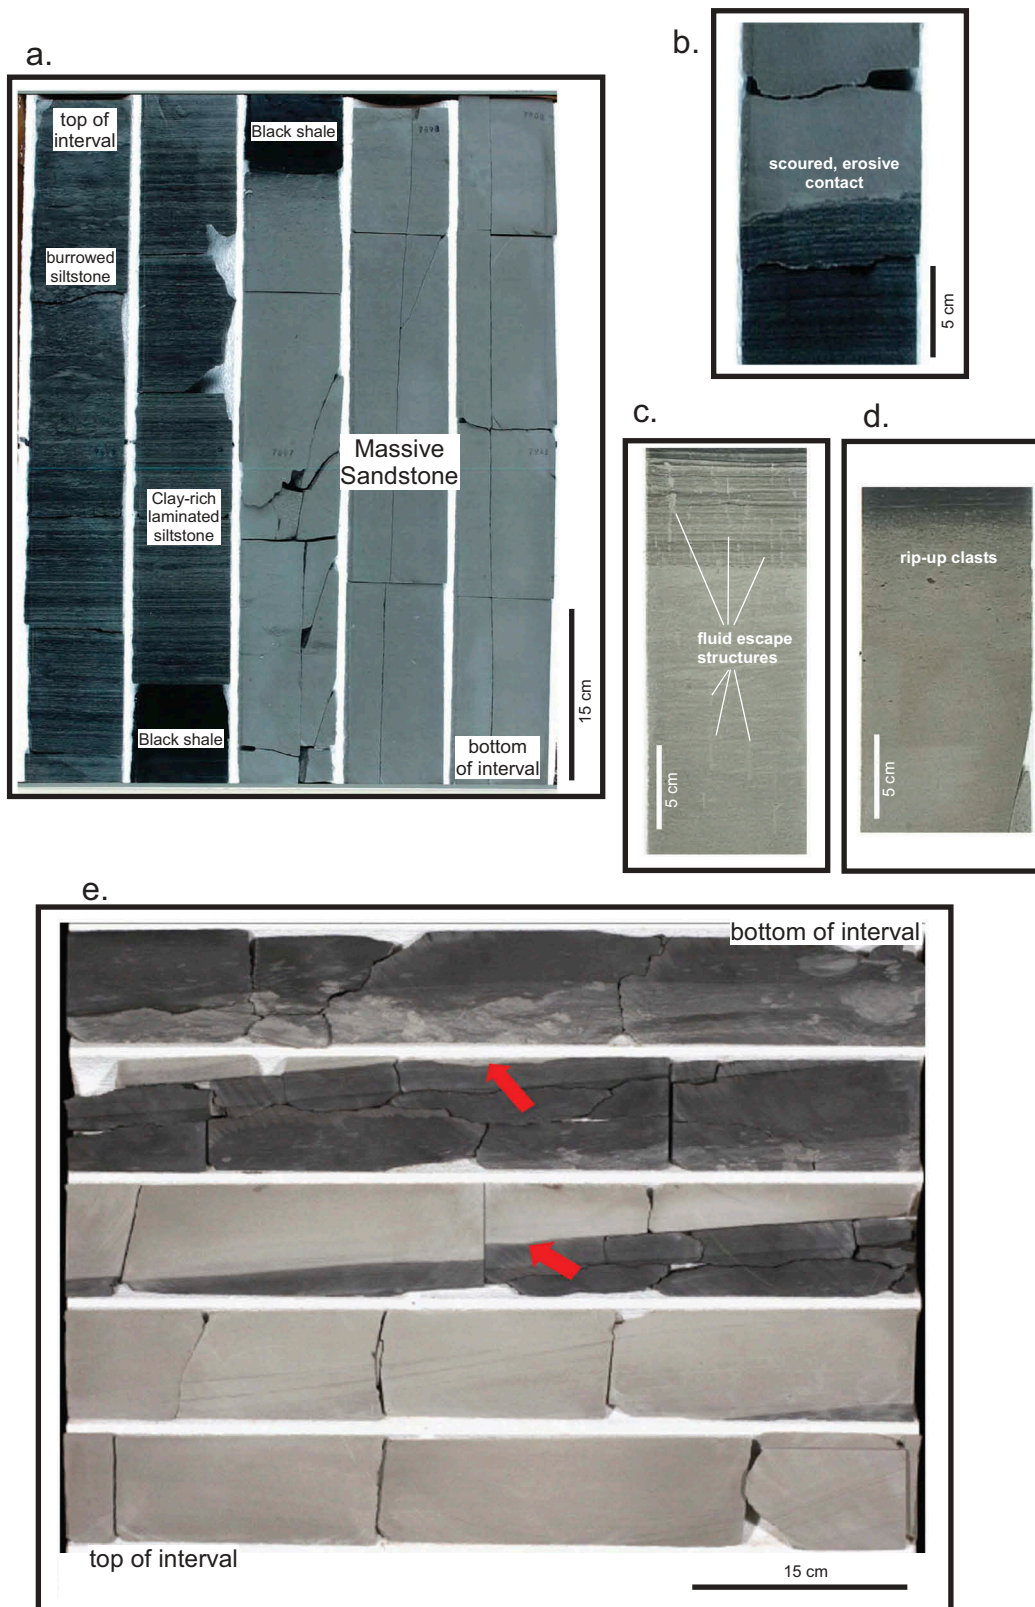 a.
top of
interval
burrowed
siltstone
Clay-rich
laminated
siltstone
Black shale
Black shale
Massive
Sandstone
bottom
of interval
15 cm
b.
scoured, erosive
contact
5 cm
c.
fluid escape
structures
5 cm
d.
rip-up clasts
5 cm
e.
bottom of interval
top of interval
15 cm